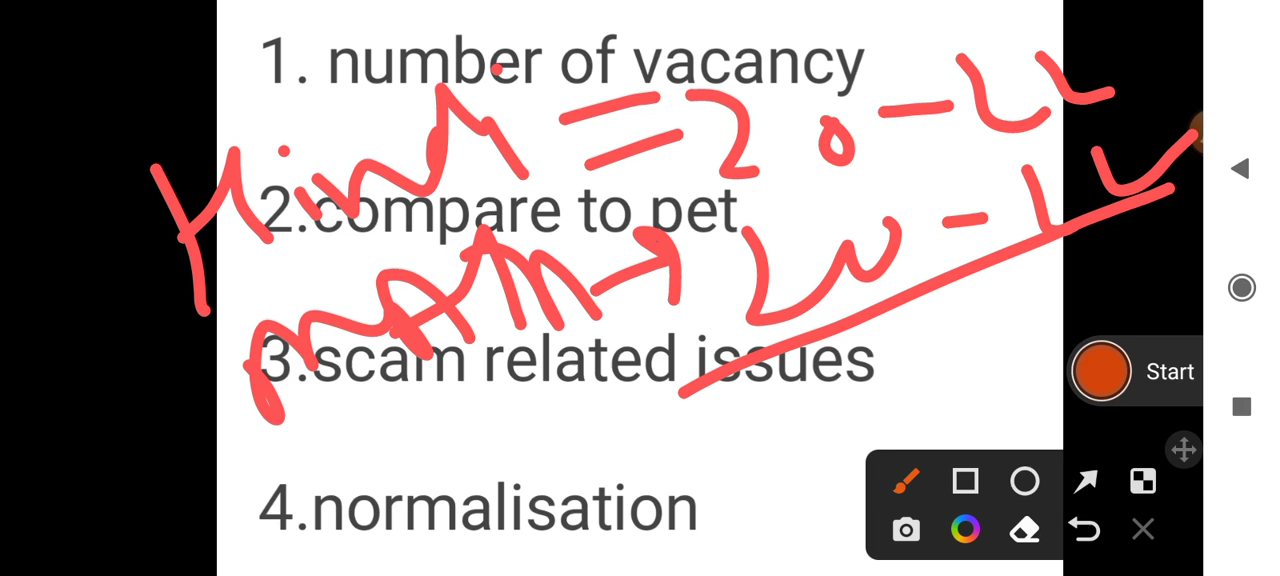 1. number of vacancy
Hind = 20 - 22
2.compare to pet
math → 20 - 22
3.scam related issues
Start
4.normalisation